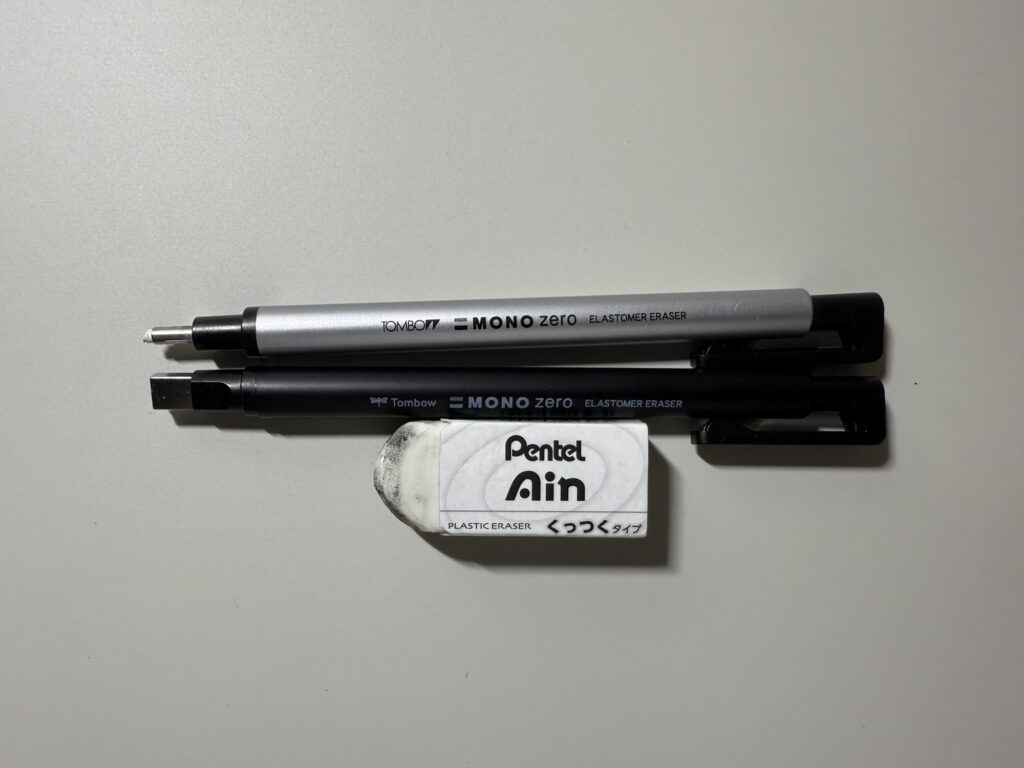 TOMBOW MONO zero ELASTOMER ERASER
Tombow MONO zero ELASTOMER ERASER
Pentel
Ain
PLASTIC ERASER くっつくタイプ